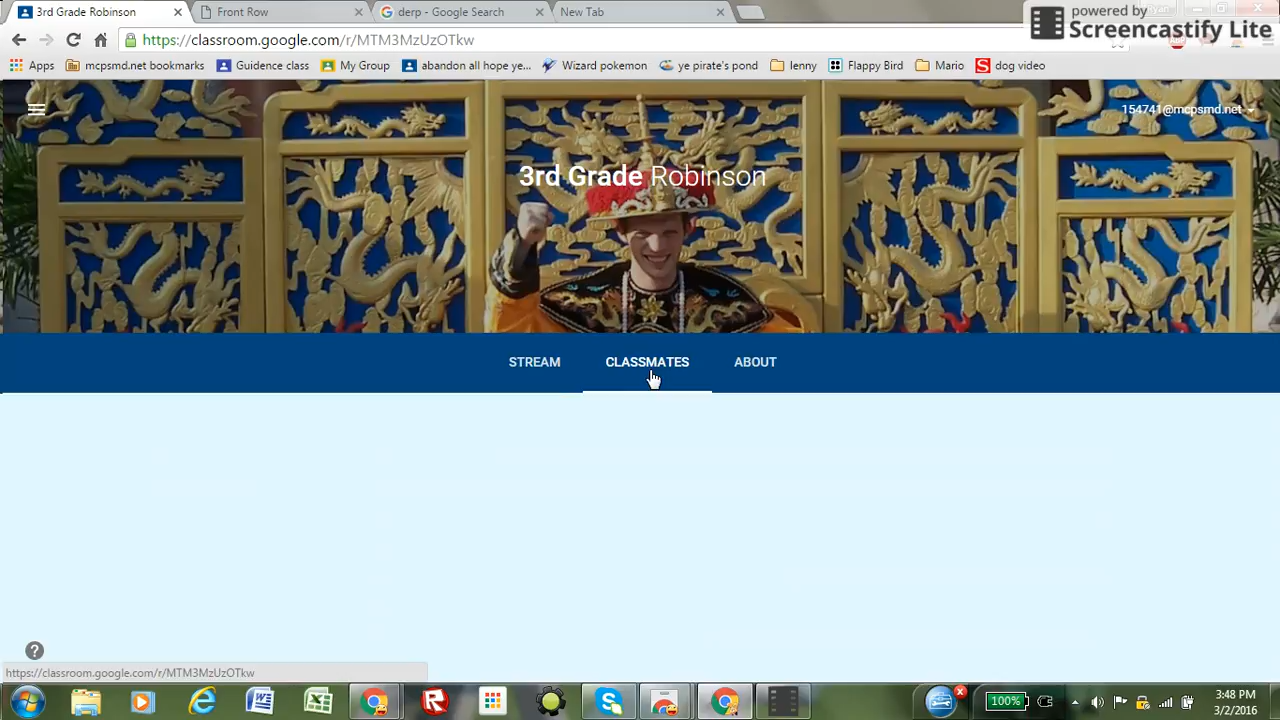 3rd Grade Robinson
Front Row
derp - Google Search
New Tab
powered by
Screencastify Lite
https://classroom.google.com/r/MTM3MzUzOTkw
Apps
mcpsmd.net bookmarks
Guidence class
My Group
abandon all hope ye...
Wizard pokemon
ye pirate's pond
lenny
Flappy Bird
Mario
S
dog video
154741@mcpsmd.net
3rd Grade Robinson
STREAM
CLASSMATES
ABOUT
?
https://classroom.google.com/r/MTM3MzUzOTkw
100%
3:48 PM
3/2/2016